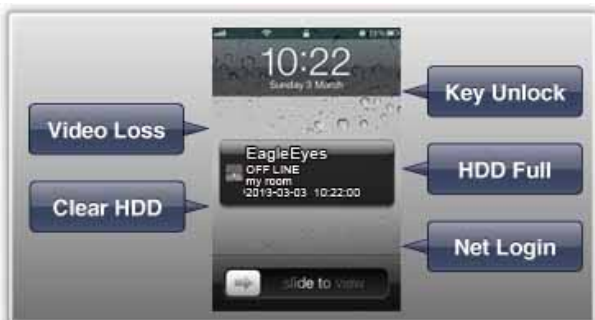 10:22
Sunday 3 March
Key Unlock
Video Loss
EagleEyes
OFF LINE
my room
2013-03-03 10:22:00
HDD Full
Clear HDD
Net Login
slide to view